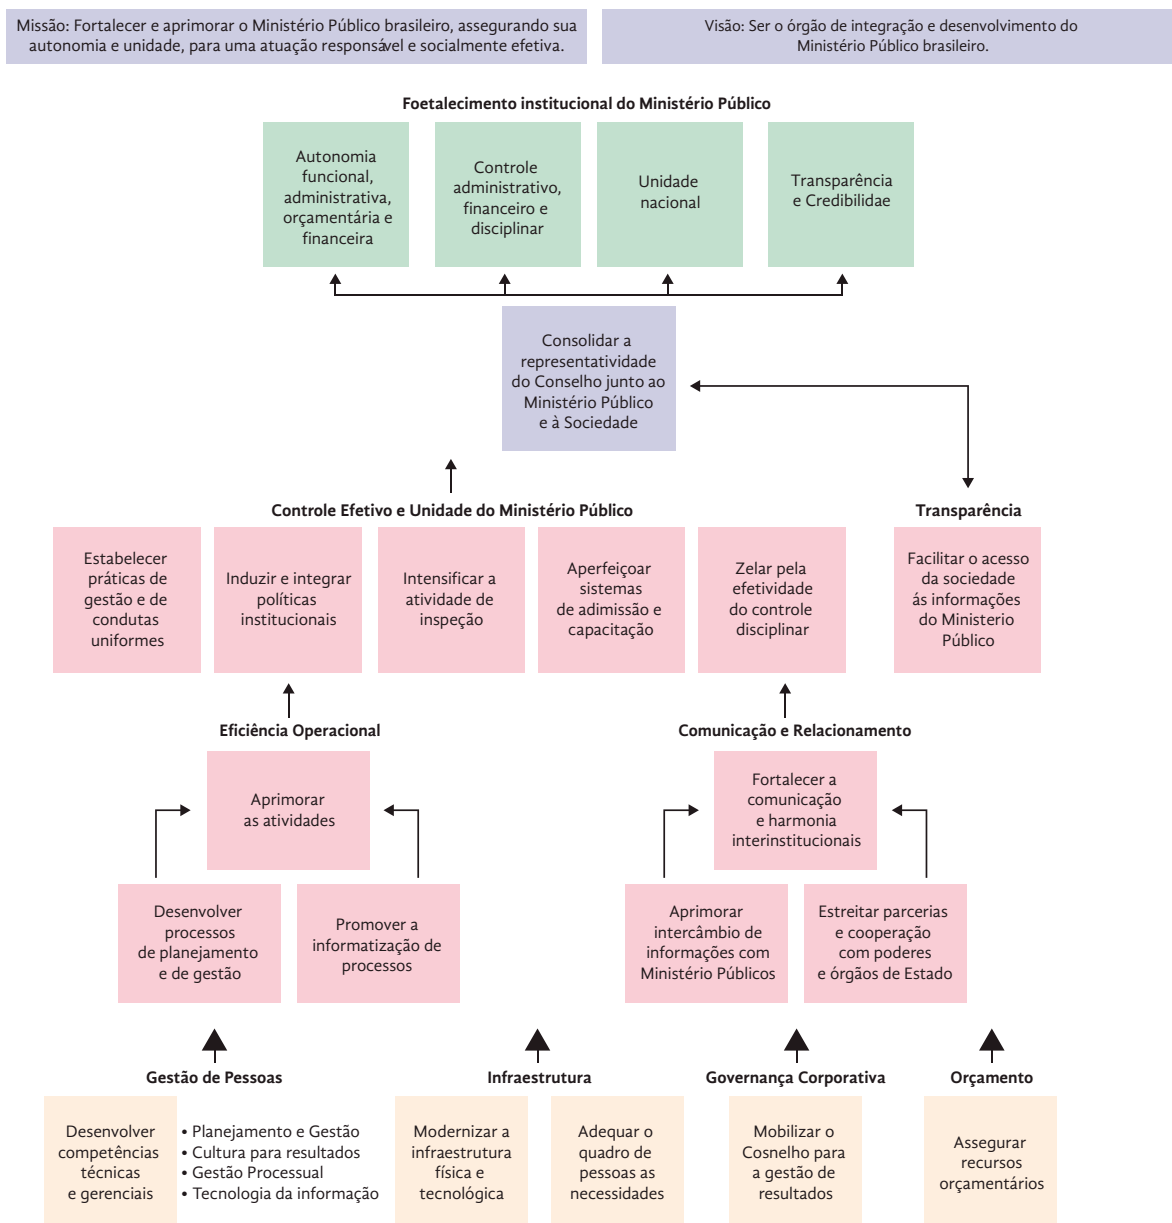 Missão: Fortalecer e aprimorar o Ministério Público brasileiro, assegurando sua
autonomia e unidade, para uma atuação responsável e socialmente efetiva.
Visão: Ser o órgão de integração e desenvolvimento do
Ministério Público brasileiro.
Foetalecimento institucional do Ministério Público
Autonomia
funcional,
administrativa,
orçamentária e
financeira
Controle
administrativo,
financeiro e
disciplinar
Unidade
nacional
Transparência
e Credibilidae
Consolidar a
representatividade
do Conselho junto ao
Ministério Público
e à Sociedade
Controle Efetivo e Unidade do Ministério Público
Estabelecer
práticas de
gestão e de
condutas
uniformes
Induzir e integrar
políticas
institucionais
Intensificar a
atividade de
inspeção
Aperfeiçoar
sistemas
de adimissão e
capacitação
Zelar pela
efetividade
do controle
disciplinar
Transparência
Facilitar o acesso
da sociedade
ás informações
do Ministerio
Público
Eficiência Operacional
Aprimorar
as atividades
Desenvolver
processos
de planejamento
e de gestão
Promover a
informatização de
processos
Comunicação e Relacionamento
Fortalecer a
comunicação
e harmonia
interinstitucionais
Aprimorar
intercâmbio de
informações com
Ministério Públicos
Estreitar parcerias
e cooperação
com poderes
e órgãos de Estado
Gestão de Pessoas
Desenvolver
competências
técnicas
e gerenciais
• Planejamento e Gestão
• Cultura para resultados
• Gestão Processual
• Tecnologia da informação
Infraestrutura
Modernizar a
infraestrutura
física e
tecnológica
Adequar o
quadro de
pessoas as
necessidades
Governança Corporativa
Mobilizar o
Cosnelho para
a gestão de
resultados
Orçamento
Assegurar
recursos
orçamentários